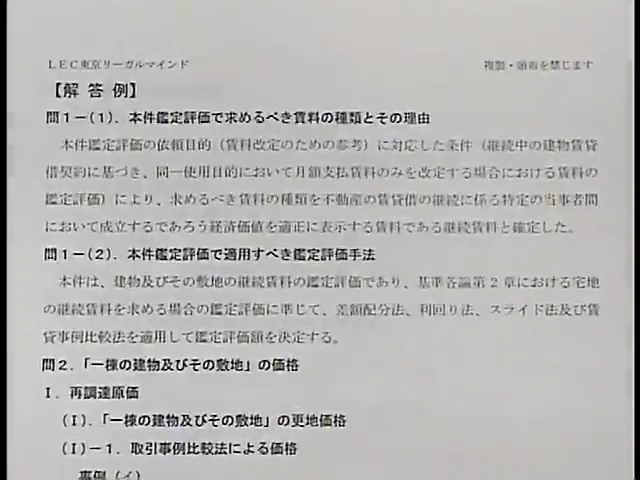 LEC東京リーガルマインド
複製・頒布を禁じます
【解答例】
問1－(1)．本件鑑定評価で求めるべき賃料の種類とその理由
本件鑑定評価の依頼目的（賃料改定のための参考）に対応した条件（継続中の建物賃貸
借契約に基づき、同一使用目的において月額支払賃料のみを改定する場合における賃料の
鑑定評価）により、求めるべき賃料の種類を不動産の賃貸借の継続に係る特定の当事者間
において成立するであろう経済価値を適正に表示する賃料である継続賃料と確定した。
問1－(2)．本件鑑定評価で適用すべき鑑定評価手法
本件は、建物及びその敷地の継続賃料の鑑定評価であり、基準各論第2章における宅地
の継続賃料を求める場合の鑑定評価に準じて、差額配分法、利回り法、スライド法及び賃
貸事例比較法を適用して鑑定評価額を決定する。
問2．「一棟の建物及びその敷地」の価格
Ⅰ．再調達原価
（Ⅰ）．「一棟の建物及びその敷地」の更地価格
（Ⅰ）－1．取引事例比較法による価格
事例（イ）